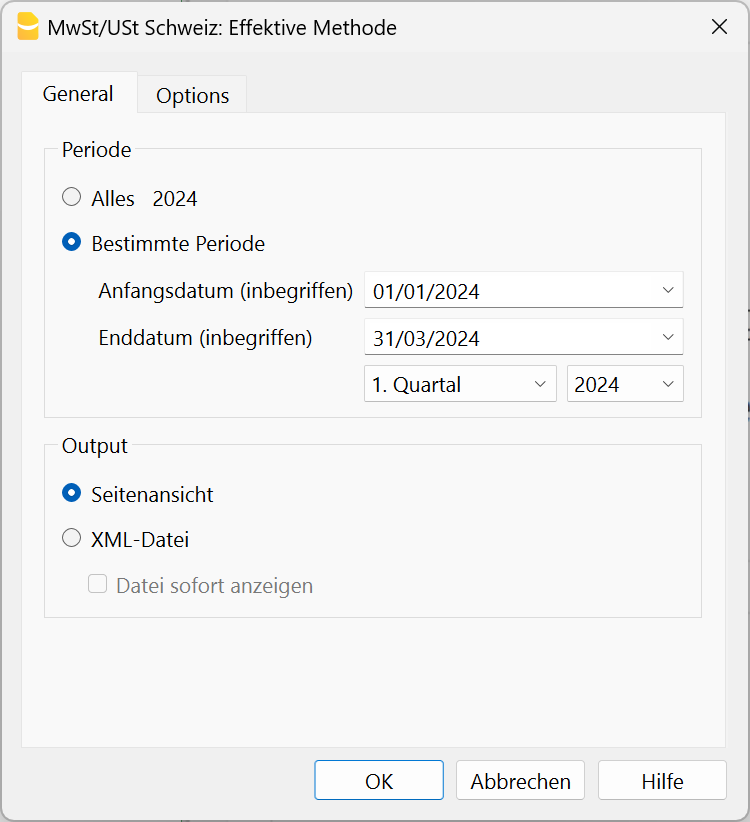 MwSt/USt Schweiz: Effektive Methode
General
Options
Periode
Alles 2024
Bestimmte Periode
Anfangsdatum (inbegriffen) 01/01/2024
Enddatum (inbegriffen) 31/03/2024
1. Quartal 2024
Output
Seitenansicht
XML-Datei
Datei sofort anzeigen
OK
Abbrechen
Hilfe